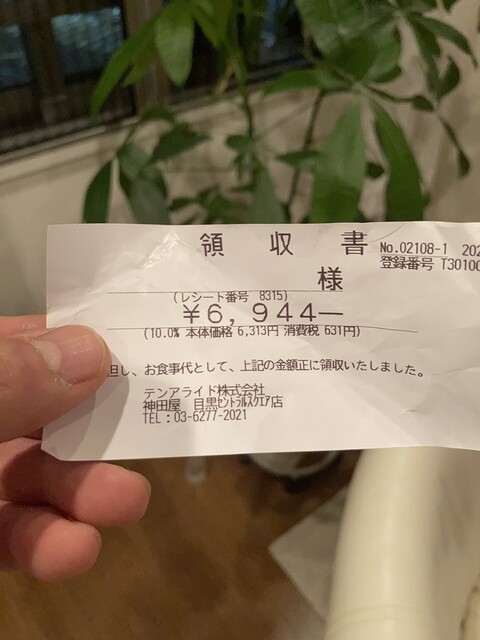 領収書
No.02108-1 202
登録番号 T30100
様
(レシート番号 8315)
¥6,944―
(10.0% 本体価格 6,313円 消費税 631円)
但し、お食事代として、上記の金額正に領収いたしました。
テンアライド株式会社
神田屋 目黒ｾﾝﾄﾗﾙｽｸｴｱ店
TEL：03-6277-2021